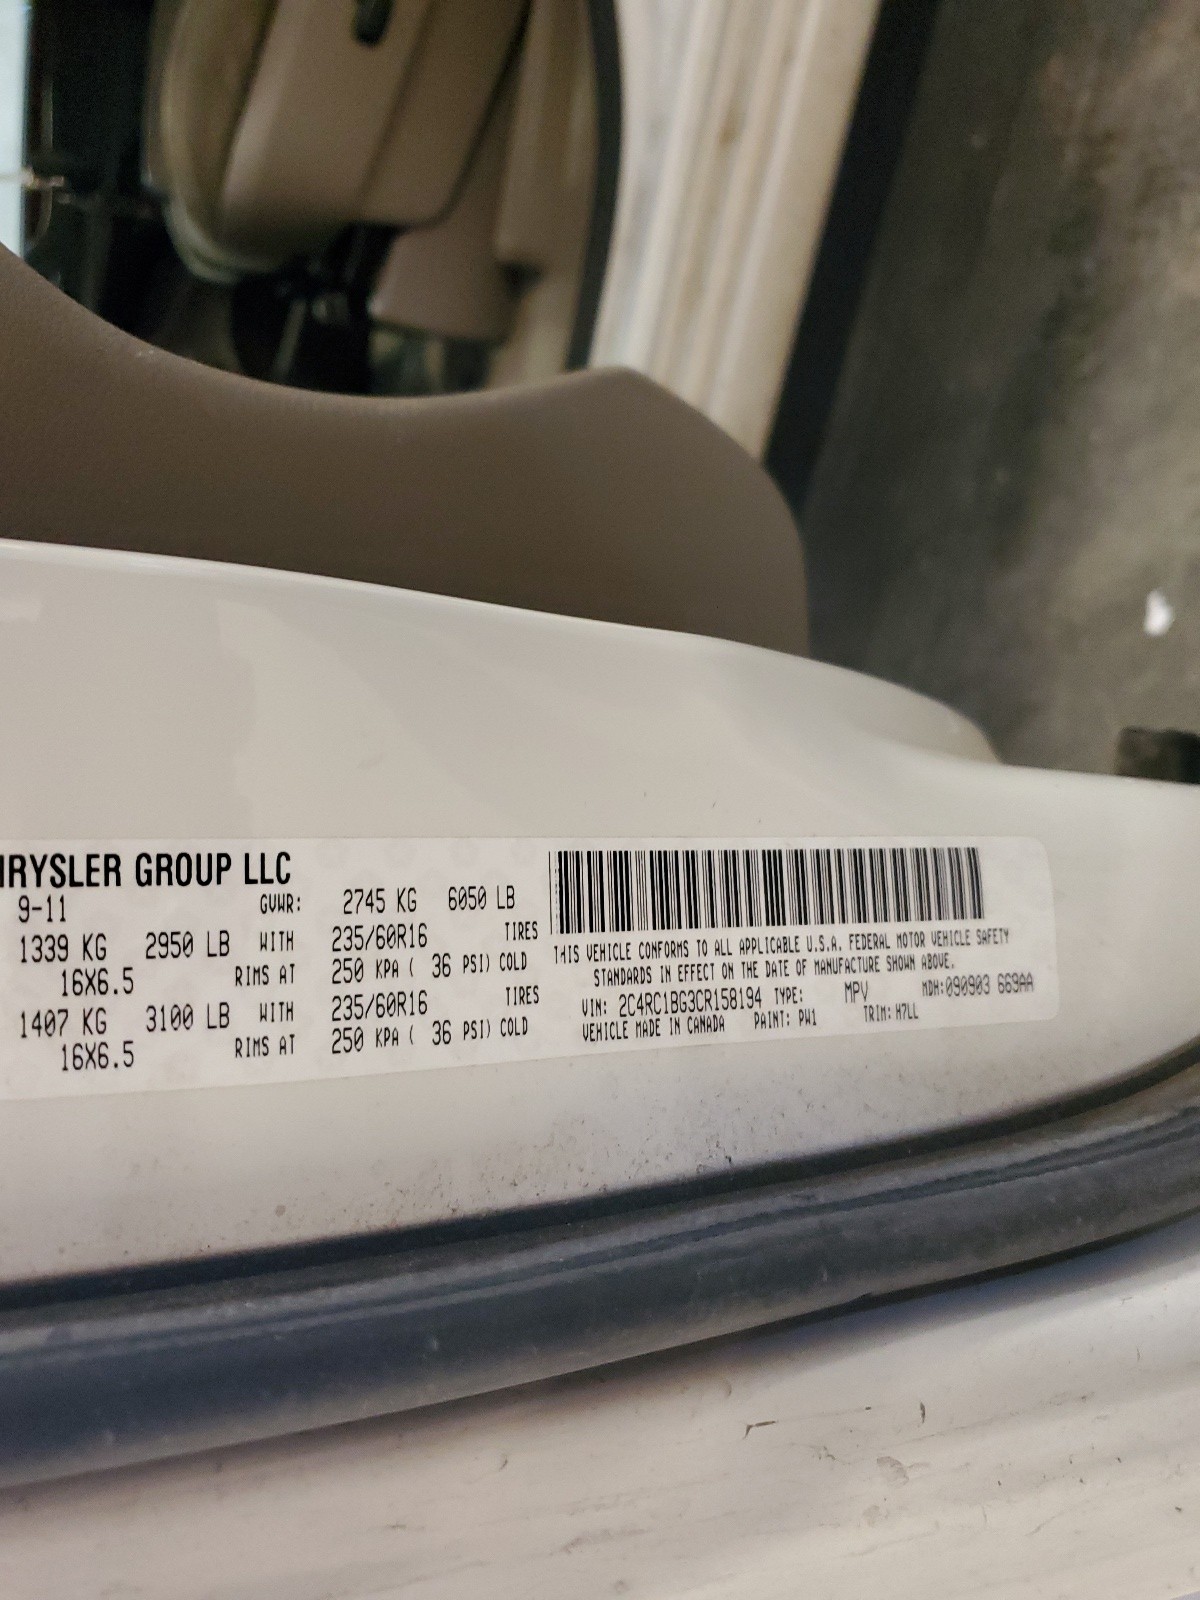 HRYSLER GROUP LLC
9-11 GVWR: 2745 KG 6050 LB
1339 KG 2950 LB WITH 235/60R16 TIRES
16X6.5 RIMS AT 250 KPA ( 36 PSI) COLD
1407 KG 3100 LB WITH 235/60R16 TIRES
16X6.5 RIMS AT 250 KPA ( 36 PSI) COLD
THIS VEHICLE CONFORMS TO ALL APPLICABLE U.S.A. FEDERAL MOTOR VEHICLE SAFETY
STANDARDS IN EFFECT ON THE DATE OF MANUFACTURE SHOWN ABOVE.
VIN: 2C4RC1BG3CR158194 TYPE: MPV MDH:090903 669AA
VEHICLE MADE IN CANADA PAINT: PW1 TRIM: H7LL